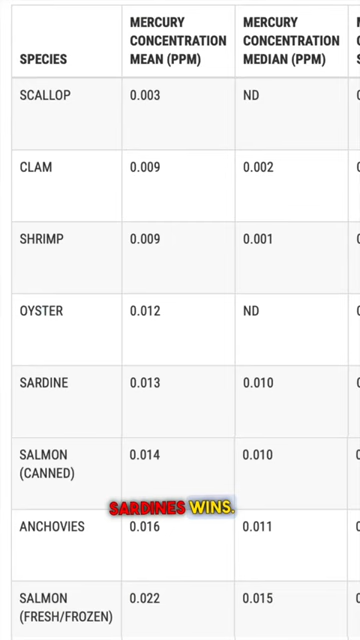 SPECIES MERCURY CONCENTRATION MEAN (PPM) MERCURY CONCENTRATION MEDIAN (PPM)
SCALLOP 0.003 ND
CLAM 0.009 0.002
SHRIMP 0.009 0.001
OYSTER 0.012 ND
SARDINE 0.013 0.010
SALMON (CANNED) 0.014 0.010
SARDINES WINS.
ANCHOVIES 0.016 0.011
SALMON (FRESH/FROZEN) 0.022 0.015